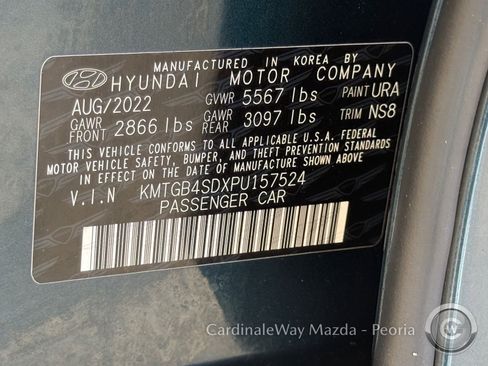 MANUFACTURED IN KOREA BY
HYUNDAI MOTOR COMPANY
AUG/2022 GVWR 5567 lbs PAINT URA
GAWR FRONT 2866 lbs GAWR REAR 3097 lbs TRIM NS8
THIS VEHICLE CONFORMS TO ALL APPLICABLE U.S.A. FEDERAL
MOTOR VEHICLE SAFETY, BUMPER, AND THEFT PREVENTION STANDARDS
IN EFFECT ON THE DATE OF MANUFACTURE SHOWN ABOVE.
V.I.N KMTGB4SDXPU157524
PASSENGER CAR
CardinaleWay Mazda - Peoria
CW